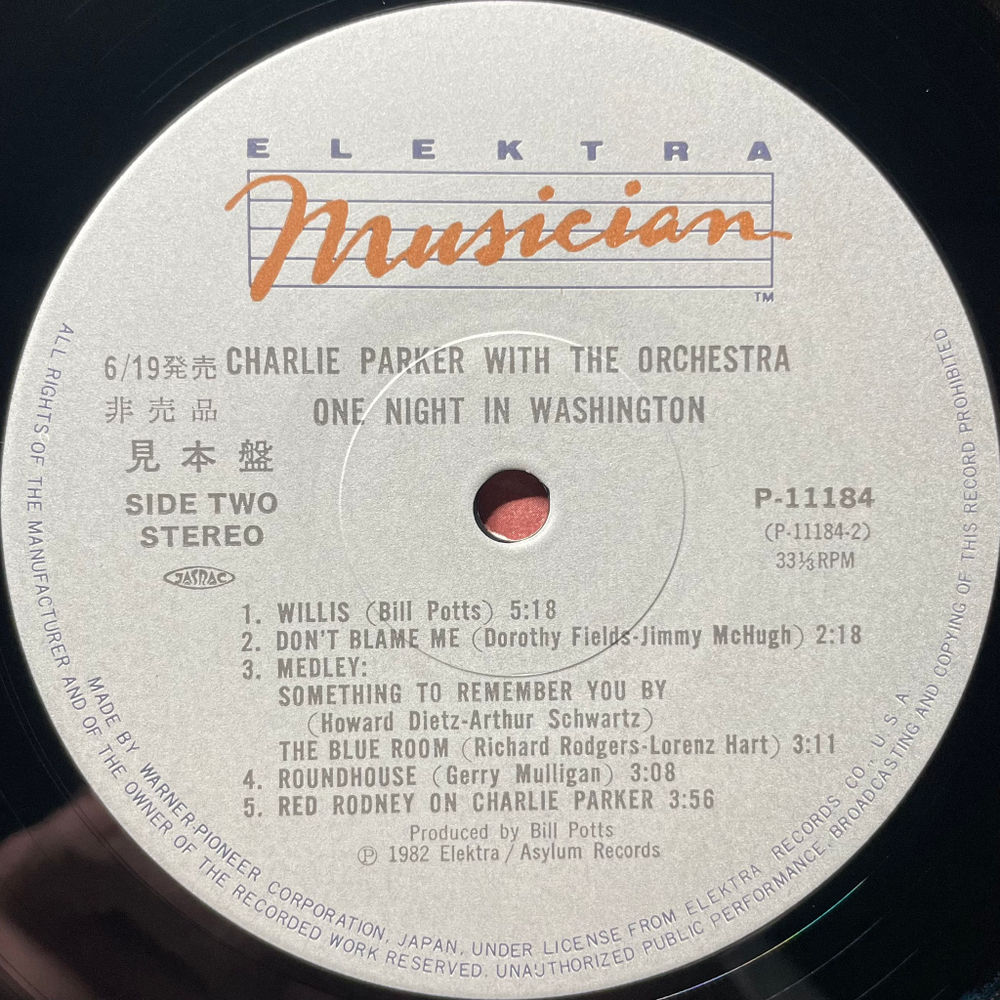 ELEKTRA
Musician
TM
6/19発売 CHARLIE PARKER WITH THE ORCHESTRA
非売品 ONE NIGHT IN WASHINGTON
見本盤
SIDE TWO
STEREO
JASRAC
P-11184
(P-11184-2)
33⅓RPM
1. WILLIS (Bill Potts) 5:18
2. DON'T BLAME ME (Dorothy Fields-Jimmy McHugh) 2:18
3. MEDLEY:
SOMETHING TO REMEMBER YOU BY
(Howard Dietz-Arthur Schwartz)
THE BLUE ROOM (Richard Rodgers-Lorenz Hart) 3:11
4. ROUNDHOUSE (Gerry Mulligan) 3:08
5. RED RODNEY ON CHARLIE PARKER 3:56
Produced by Bill Potts
Ⓟ 1982 Elektra / Asylum Records
MADE BY WARNER-PIONEER CORPORATION, JAPAN, UNDER LICENSE FROM ELEKTRA RECORDS CO., U.S.A
ALL RIGHTS OF THE MANUFACTURER AND OF THE OWNER OF THE RECORDED WORK RESERVED. UNAUTHORIZED PUBLIC PERFORMANCE, BROADCASTING AND COPYING OF THIS RECORD PROHIBITED